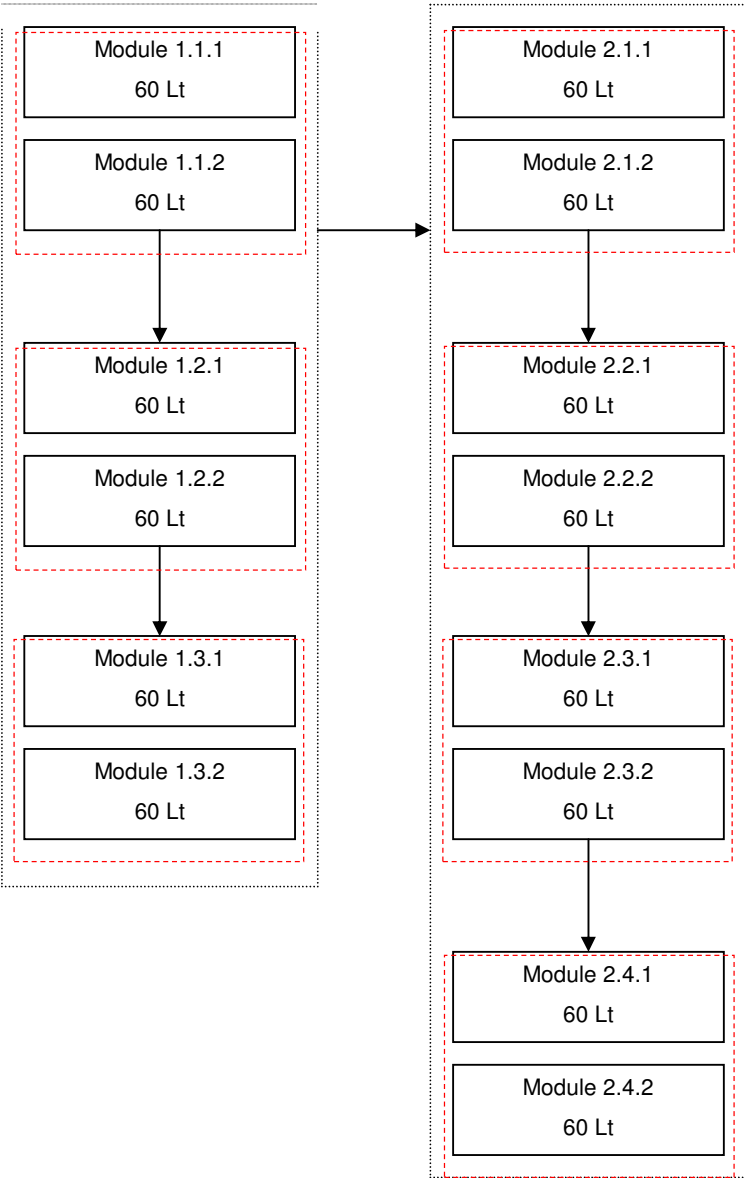 Module 1.1.1
60 Lt
Module 1.1.2
60 Lt
Module 1.2.1
60 Lt
Module 1.2.2
60 Lt
Module 1.3.1
60 Lt
Module 1.3.2
60 Lt
Module 2.1.1
60 Lt
Module 2.1.2
60 Lt
Module 2.2.1
60 Lt
Module 2.2.2
60 Lt
Module 2.3.1
60 Lt
Module 2.3.2
60 Lt
Module 2.4.1
60 Lt
Module 2.4.2
60 Lt